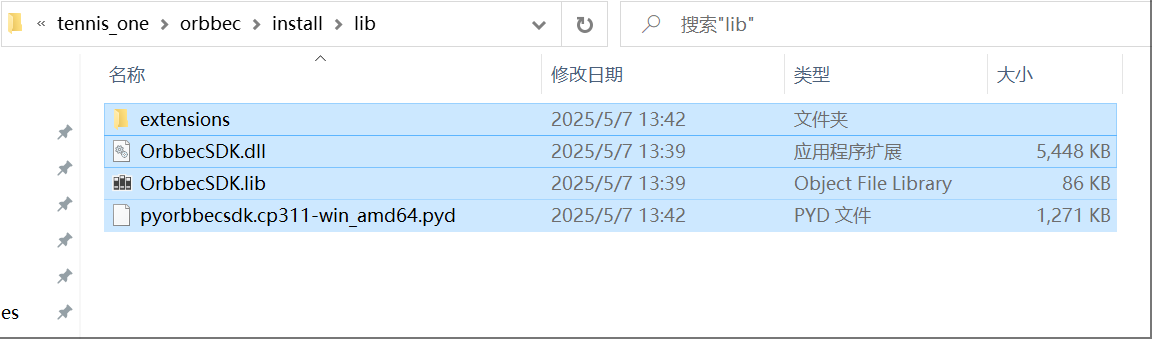 « tennis_one > orbbec > install > lib 搜索"lib"
名称 修改日期 类型 大小
extensions 2025/5/7 13:42 文件夹
OrbbecSDK.dll 2025/5/7 13:39 应用程序扩展 5,448 KB
OrbbecSDK.lib 2025/5/7 13:39 Object File Library 86 KB
pyorbbecsdk.cp311-win_amd64.pyd 2025/5/7 13:42 PYD 文件 1,271 KB
es